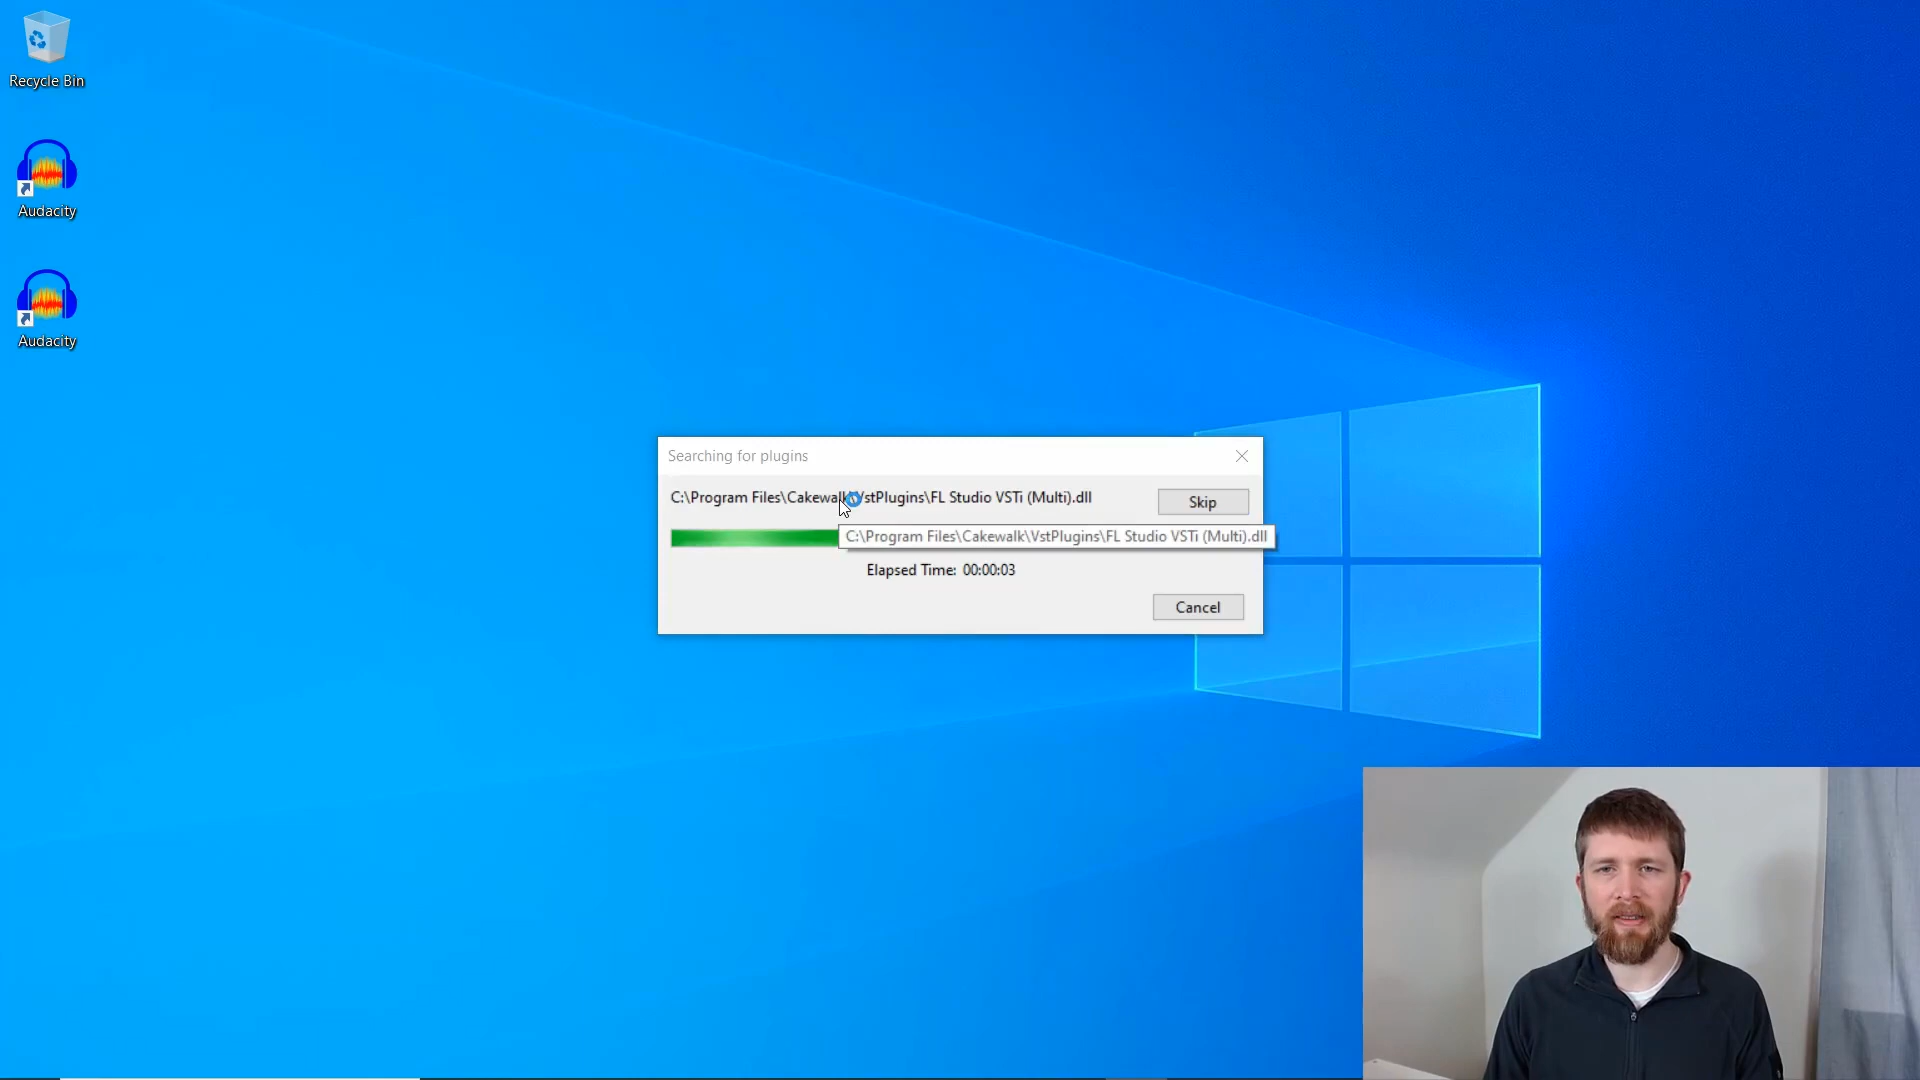 Recycle Bin
Audacity
Audacity
Searching for plugins
C:\Program Files\Cakewalk\VstPlugins\FL Studio VSTi (Multi).dll
Skip
C:\Program Files\Cakewalk\VstPlugins\FL Studio VSTi (Multi).dll
Elapsed Time: 00:00:03
Cancel